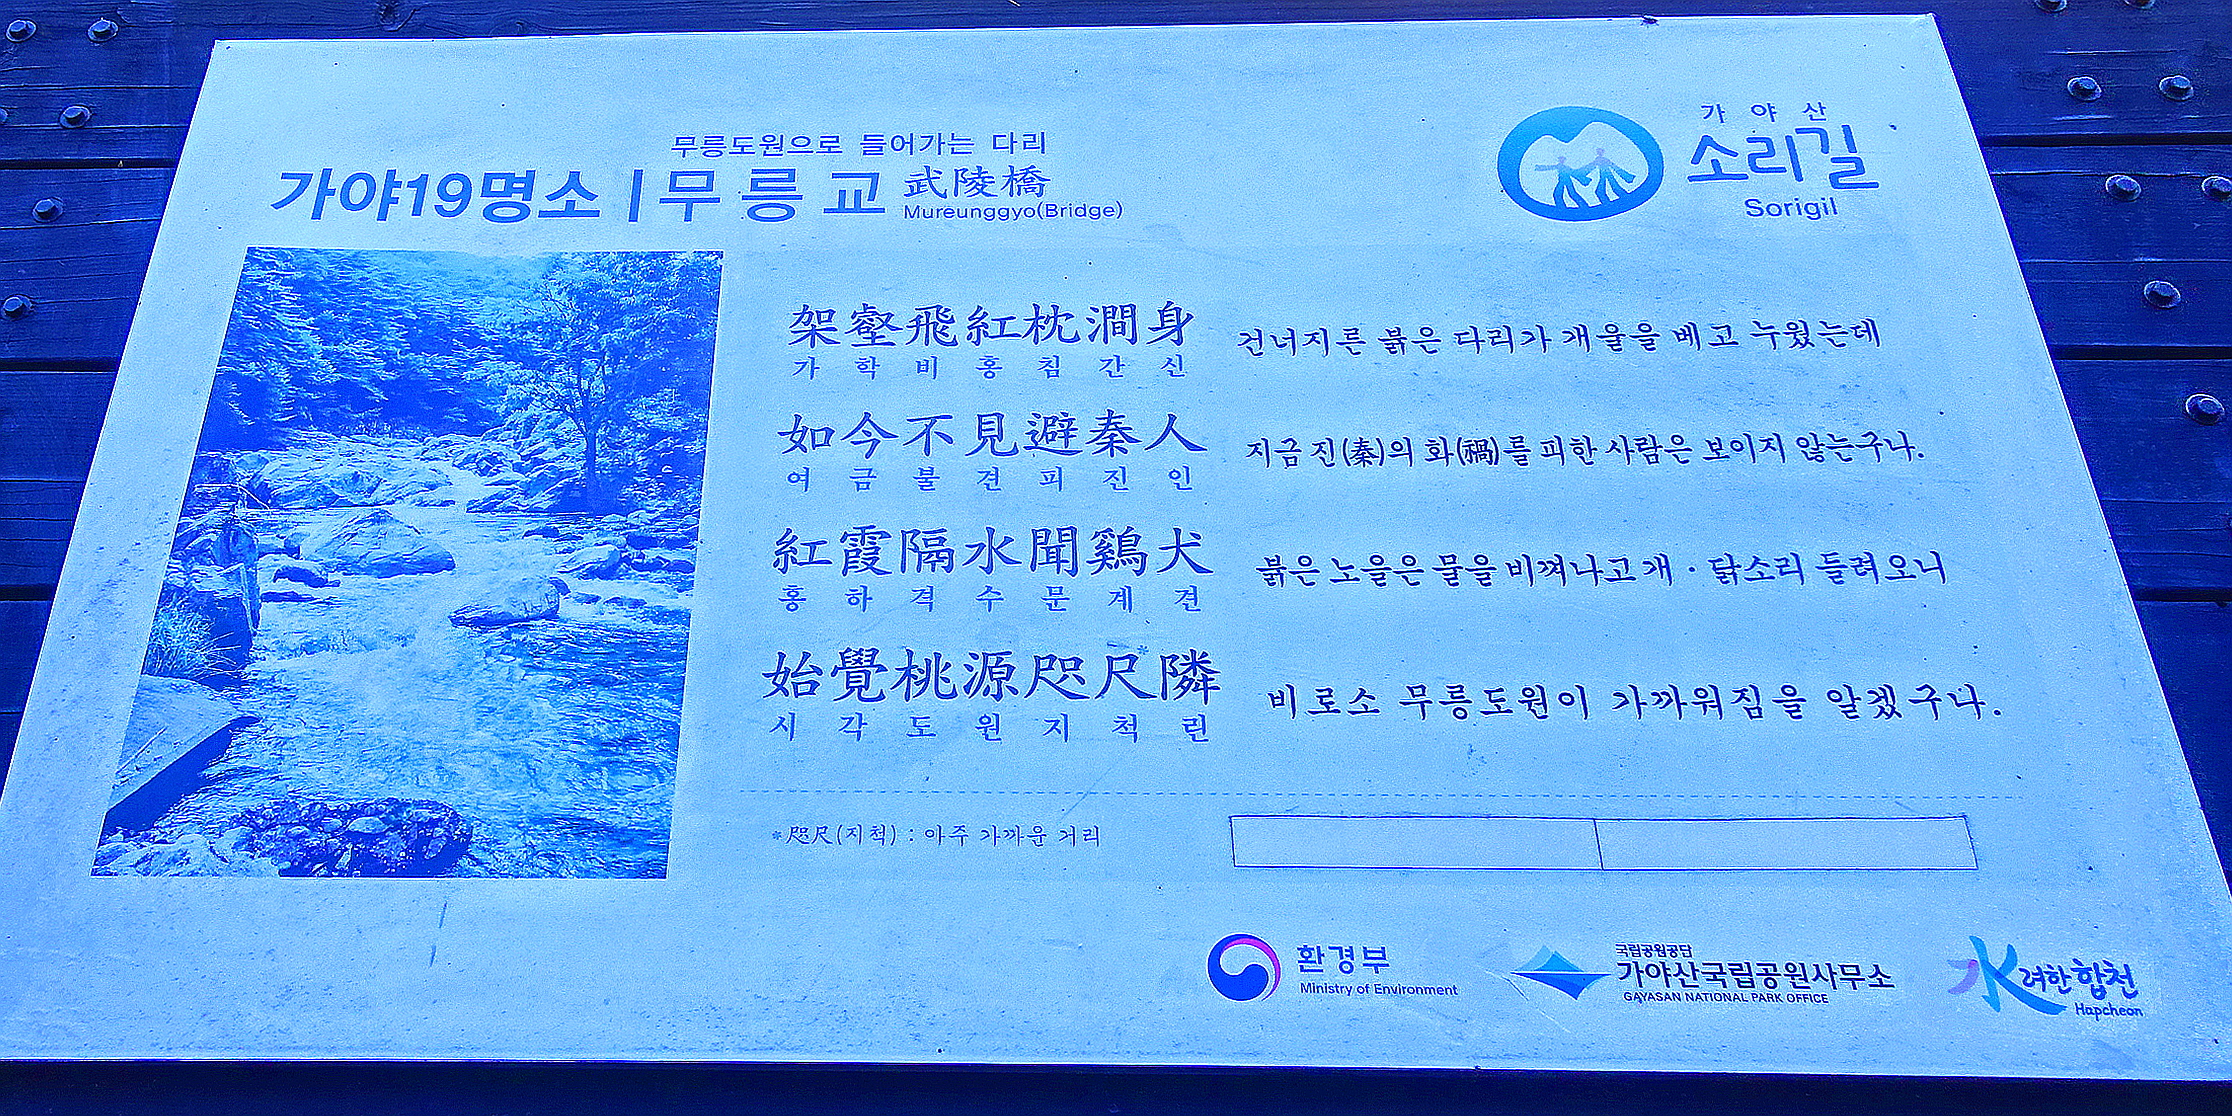 무릉도원으로 들어가는 다리
가야19명소 | 무릉교 武陵橋
Mureunggyo(Bridge)
가야산
소리길
Sorigil
架壑飛紅枕澗身
가학비홍침간신
건너지른 붉은 다리가 개울을 베고 누웠는데
如今不見避秦人
여금불견피진인
지금 진(秦)의 화(禍)를 피한 사람은 보이지 않는구나.
紅霞隔水聞鷄犬
홍하격수문계견
붉은 노을은 물을 비껴나고 개·닭소리 들려오니
始覺桃源咫尺*隣
시각도원지척린
비로소 무릉도원이 가까워짐을 알겠구나.
*咫尺(지척) : 아주 가까운 거리
환경부
Ministry of Environment
국립공원공단
가야산국립공원사무소
GAYASAN NATIONAL PARK OFFICE
水려한합천
Hapcheon